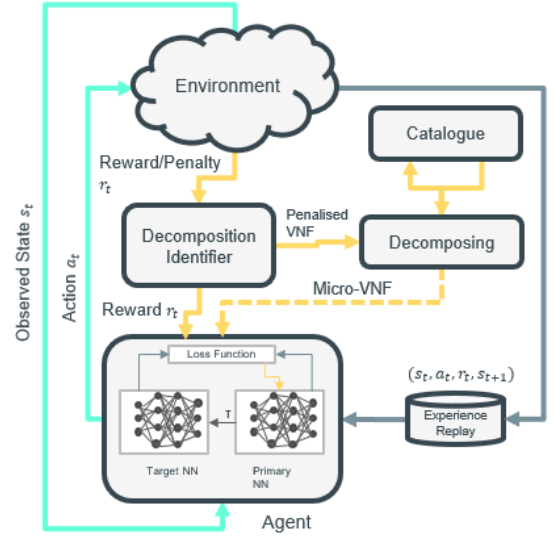 Environment
Catalogue
Reward/Penalty
r_t
Penalised
VNF
Decomposition
Identifier
Decomposing
Observed State s_t
Action a_t
Micro-VNF
Reward r_t
Loss Function
(s_t, a_t, r_t, s_{t+1})
T
Experience
Replay
Target NN
Primary
NN
Agent